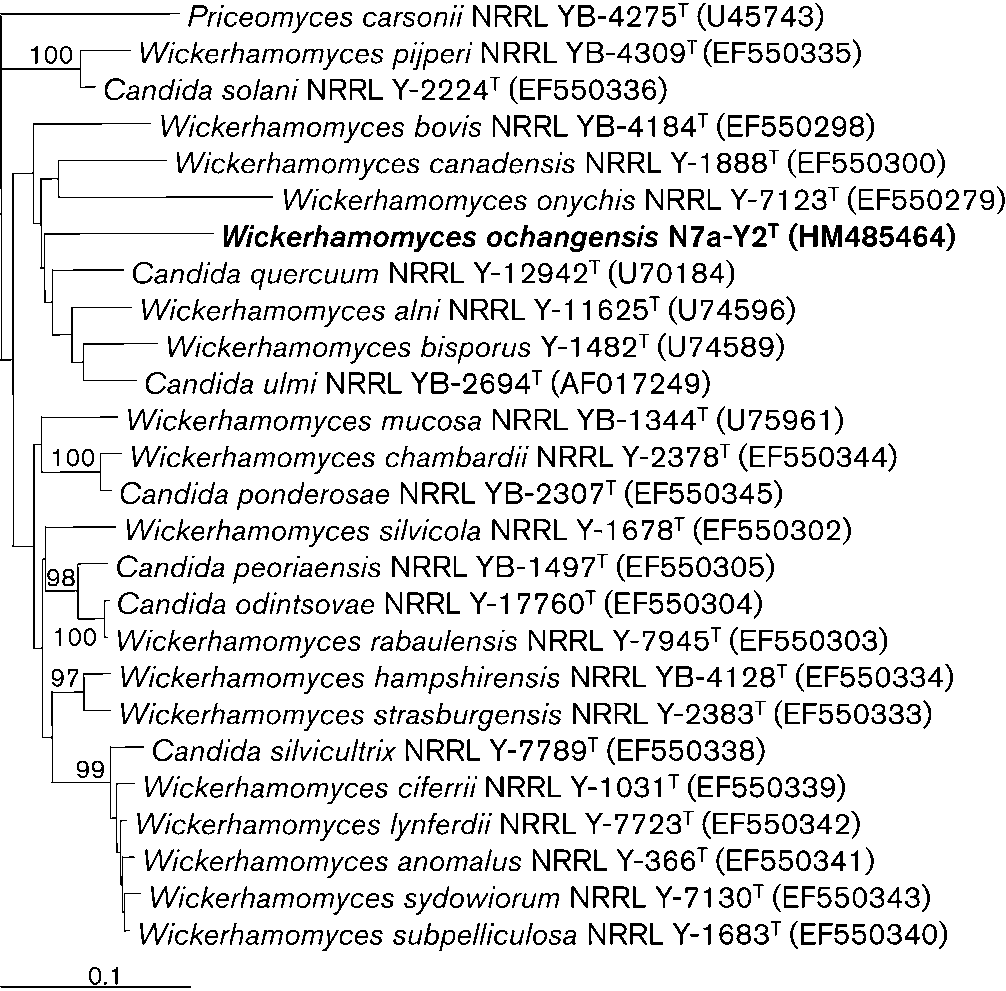 Priceomyces carsonii NRRL YB-4275ᵀ (U45743)
100
Wickerhamomyces pijperi NRRL YB-4309ᵀ (EF550335)
Candida solani NRRL Y-2224ᵀ (EF550336)
Wickerhamomyces bovis NRRL YB-4184ᵀ (EF550298)
Wickerhamomyces canadensis NRRL Y-1888ᵀ (EF550300)
Wickerhamomyces onychis NRRL Y-7123ᵀ (EF550279)
Wickerhamomyces ochangensis N7a-Y2ᵀ (HM485464)
Candida quercuum NRRL Y-12942ᵀ (U70184)
Wickerhamomyces alni NRRL Y-11625ᵀ (U74596)
Wickerhamomyces bisporus Y-1482ᵀ (U74589)
Candida ulmi NRRL YB-2694ᵀ (AF017249)
Wickerhamomyces mucosa NRRL YB-1344ᵀ (U75961)
100
Wickerhamomyces chambardii NRRL Y-2378ᵀ (EF550344)
Candida ponderosae NRRL YB-2307ᵀ (EF550345)
Wickerhamomyces silvicola NRRL Y-1678ᵀ (EF550302)
Candida peoriaensis NRRL YB-1497ᵀ (EF550305)
98
Candida odintsovae NRRL Y-17760ᵀ (EF550304)
100
Wickerhamomyces rabaulensis NRRL Y-7945ᵀ (EF550303)
97
Wickerhamomyces hampshirensis NRRL YB-4128ᵀ (EF550334)
Wickerhamomyces strasburgensis NRRL Y-2383ᵀ (EF550333)
Candida silvicultrix NRRL Y-7789ᵀ (EF550338)
99
Wickerhamomyces ciferrii NRRL Y-1031ᵀ (EF550339)
Wickerhamomyces lynferdii NRRL Y-7723ᵀ (EF550342)
Wickerhamomyces anomalus NRRL Y-366ᵀ (EF550341)
Wickerhamomyces sydowiorum NRRL Y-7130ᵀ (EF550343)
Wickerhamomyces subpelliculosa NRRL Y-1683ᵀ (EF550340)
0.1